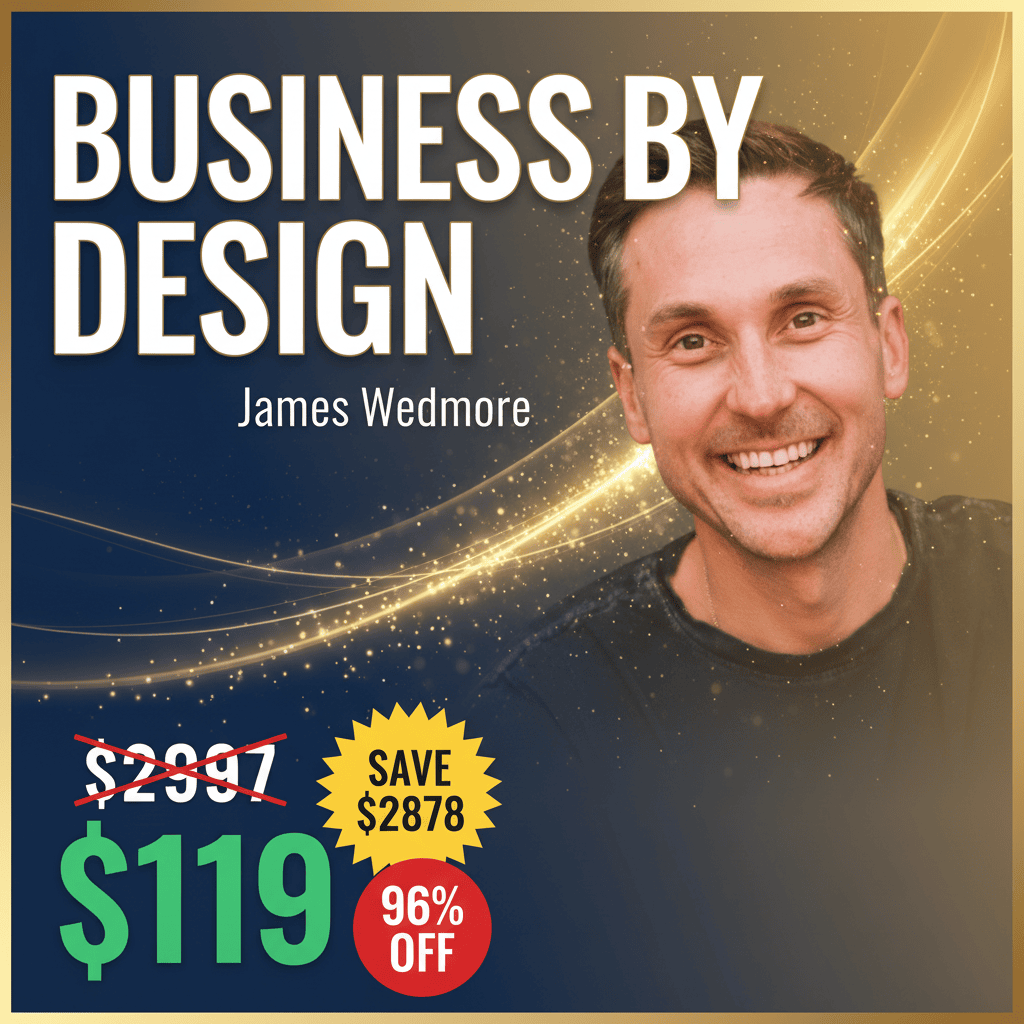 BUSINESS BY
DESIGN
James Wedmore
$2997
$119
SAVE
$2878
96%
OFF